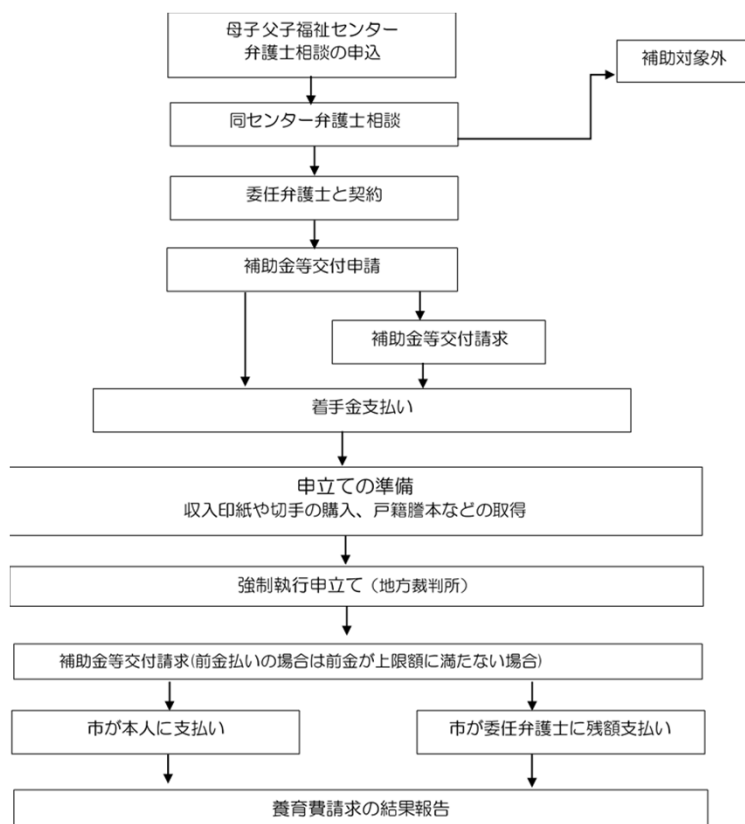 母子父子福祉センター
弁護士相談の申込
補助対象外
同センター弁護士相談
委任弁護士と契約
補助金等交付申請
補助金等交付請求
着手金支払い
申立ての準備
収入印紙や切手の購入、戸籍謄本などの取得
強制執行申立て（地方裁判所）
補助金等交付請求(前金払いの場合は前金が上限額に満たない場合)
市が本人に支払い
市が委任弁護士に残額支払い
養育費請求の結果報告